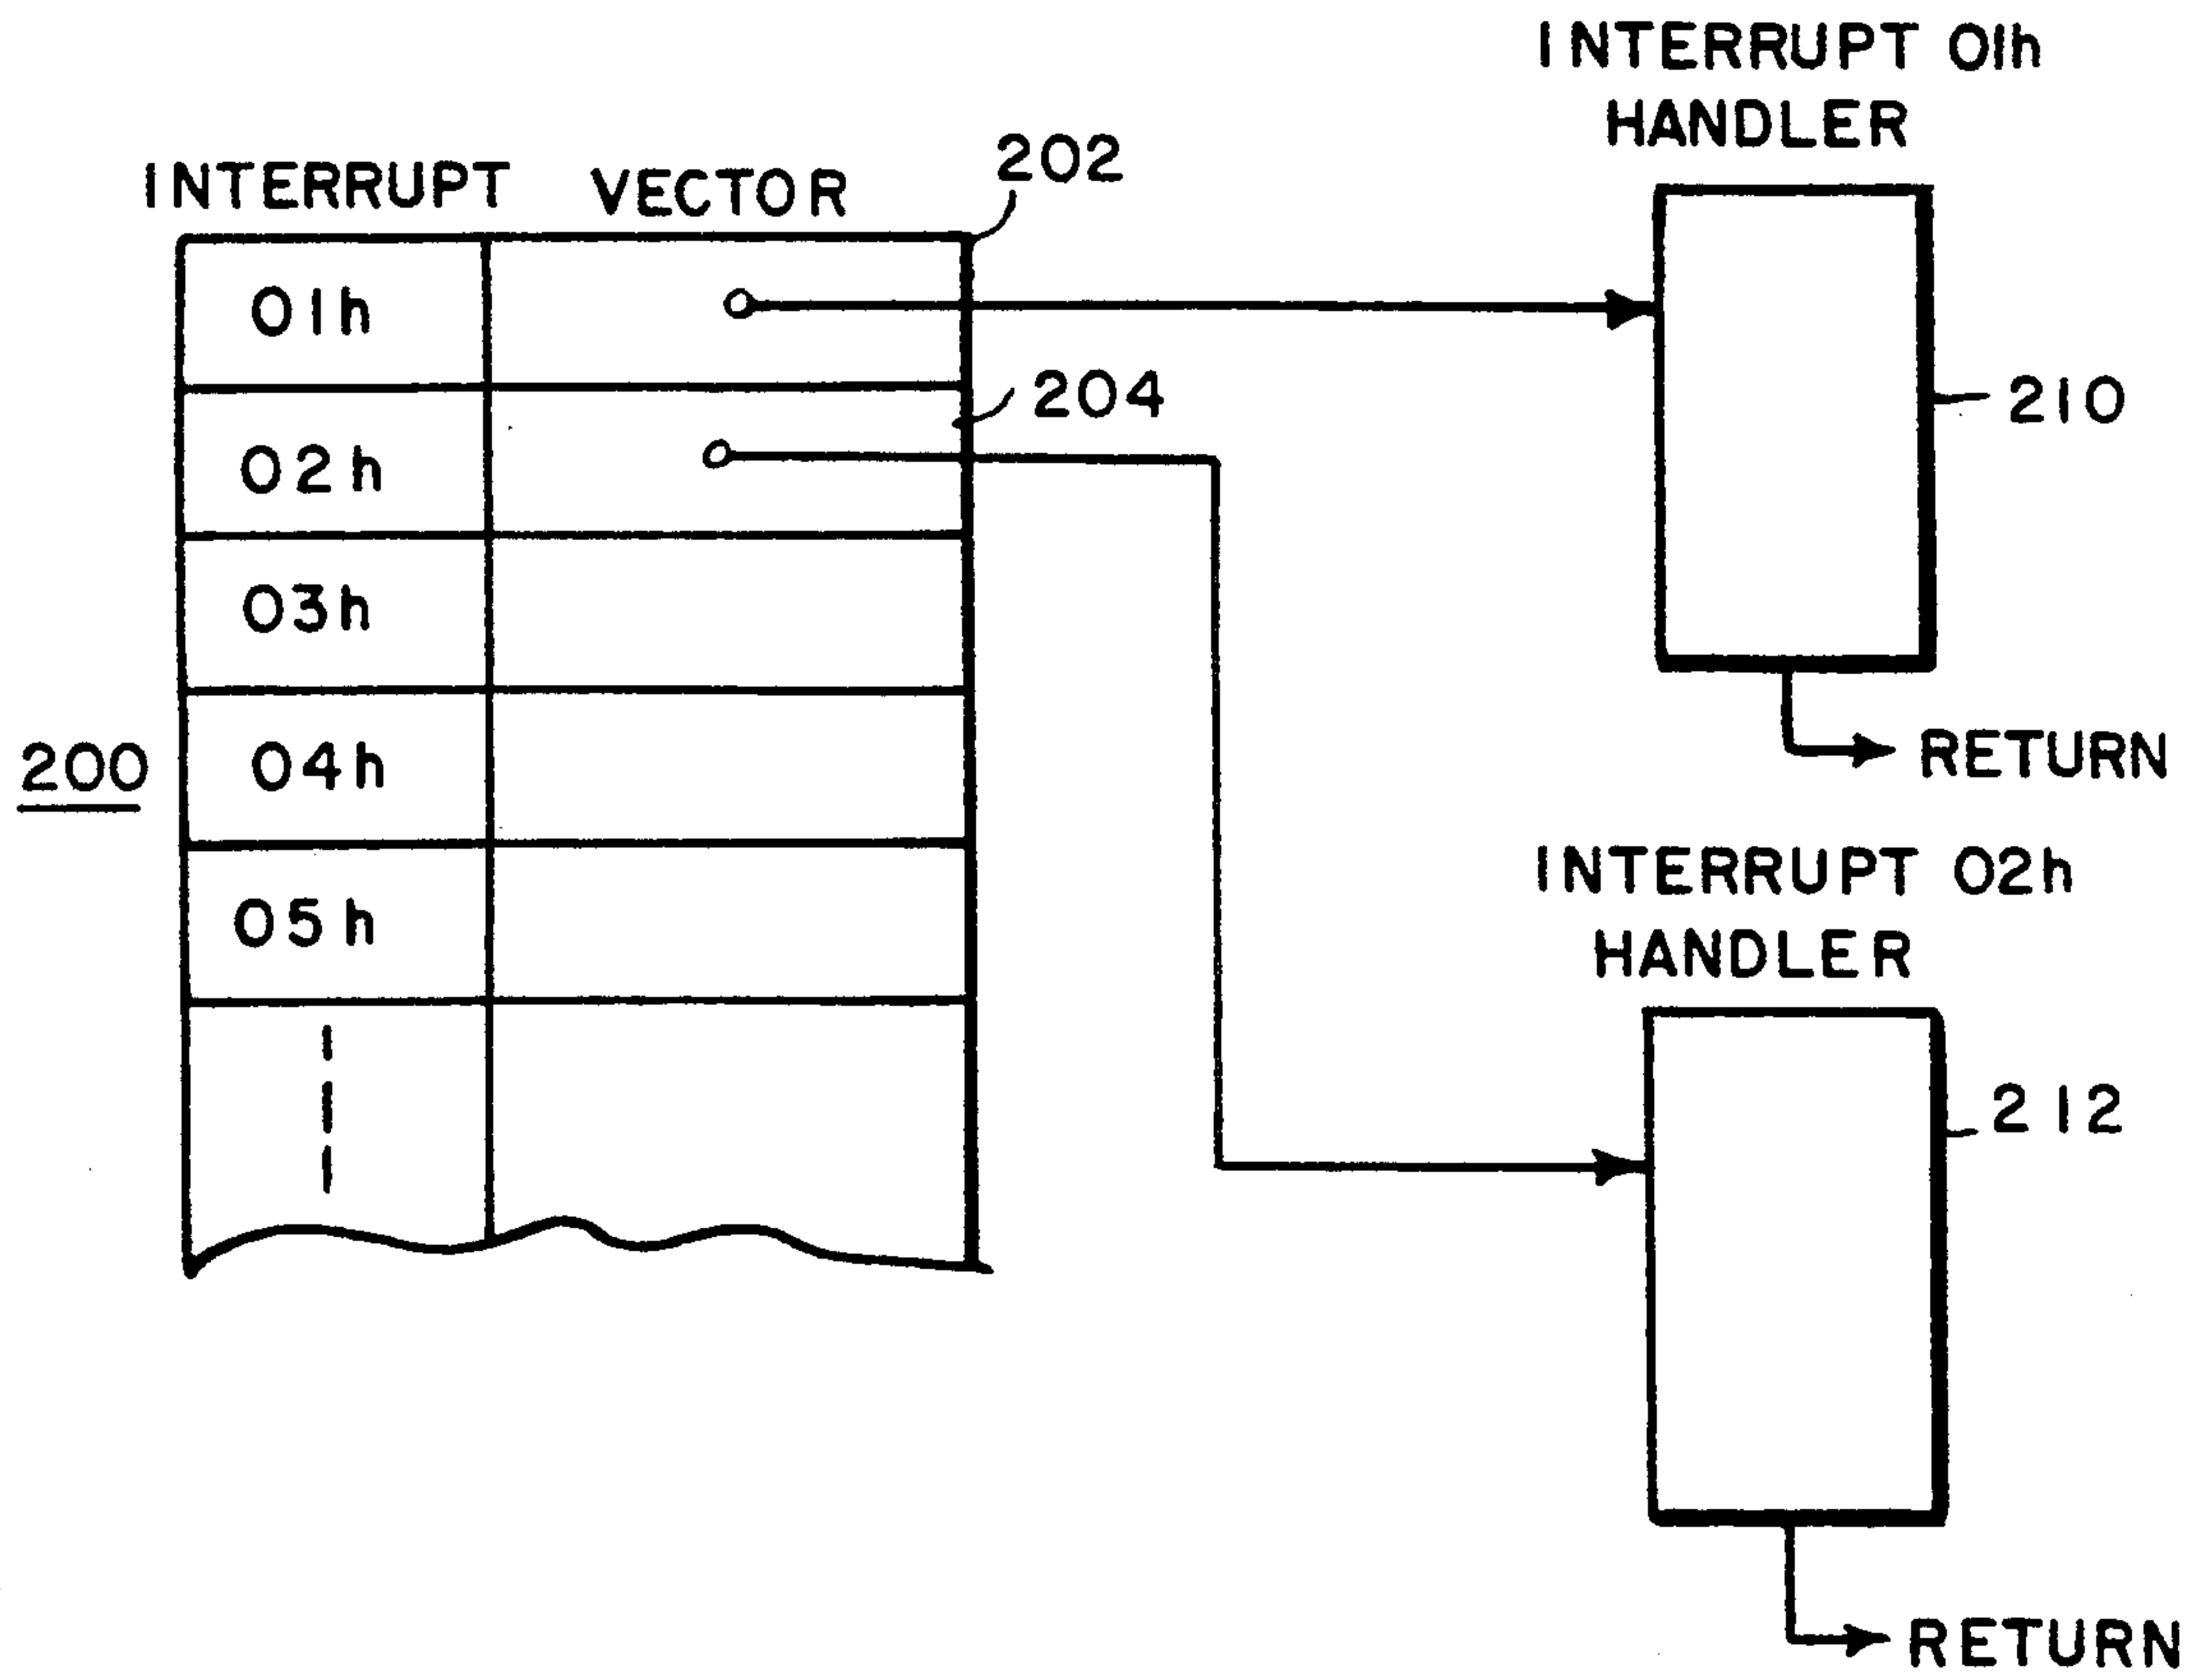 INTERRUPT 01h
HANDLER
202
INTERRUPT VECTOR
01h
204
210
02h
03h
200
04h
RETURN
INTERRUPT 02h
HANDLER
05h
212
RETURN